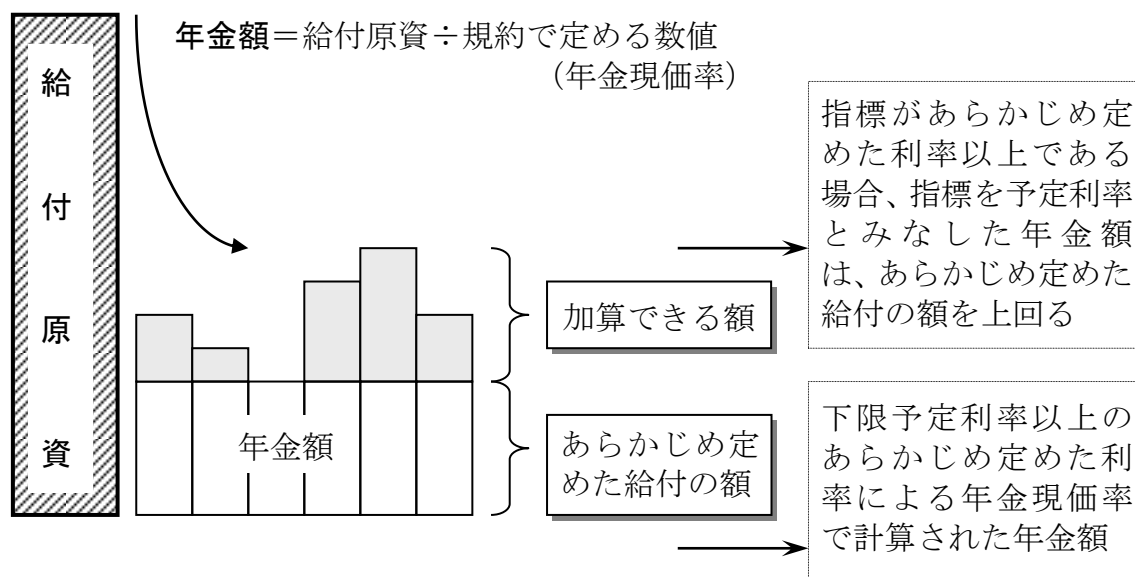 年金額＝給付原資÷規約で定める数値
（年金現価率）
給付原資
指標があらかじめ定
めた利率以上である
場合、指標を予定利率
とみなした年金額
は、あらかじめ定めた
給付の額を上回る
加算できる額
年金額
あらかじめ定
めた給付の額
下限予定利率以上の
あらかじめ定めた利
率による年金現価率
で計算された年金額